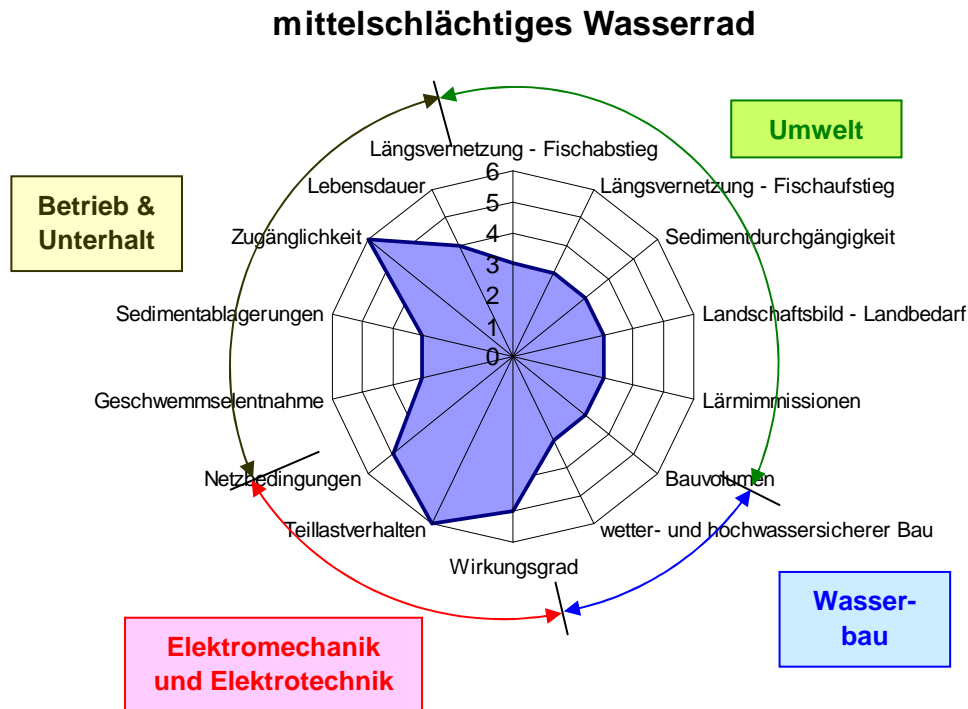 mittelschlächtiges Wasserrad
Umwelt
Betrieb &
Unterhalt
Längsvernetzung - Fischabstieg
Längsvernetzung - Fischaufstieg
Sedimentdurchgängigkeit
Landschaftsbild - Landbedarf
Lärmimmissionen
Bauvolumen
wetter- und hochwassersicherer Bau
Wirkungsgrad
Teillastverhalten
Netzbedingungen
Geschwemmselentnahme
Sedimentablagerungen
Zugänglichkeit
Lebensdauer
6
5
4
3
2
1
0
Wasser-
bau
Elektromechanik
und Elektrotechnik